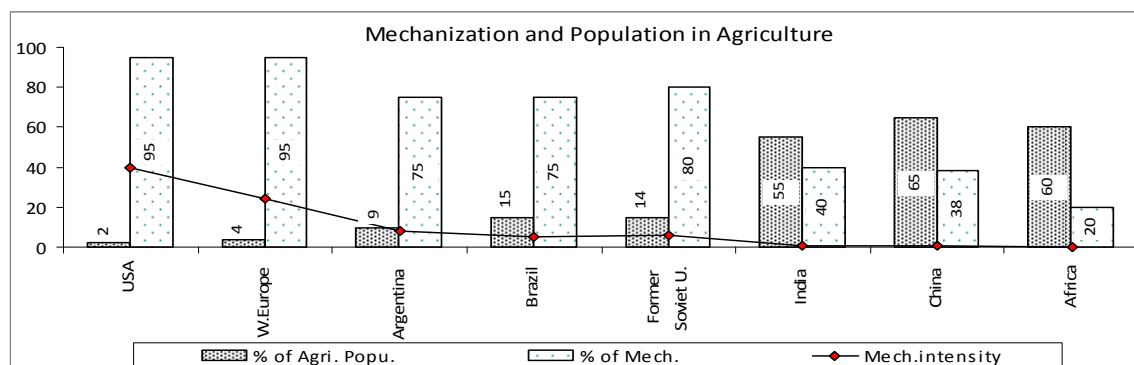 Mechanization and Population in Agriculture
100
80
60
40
20
0
2
95
4
95
9
75
15
75
14
80
55
40
65
38
60
20
USA
W.Europe
Argentina
Brazil
Former
Soviet U.
India
China
Africa
% of Agri. Popu.
% of Mech.
Mech.intensity